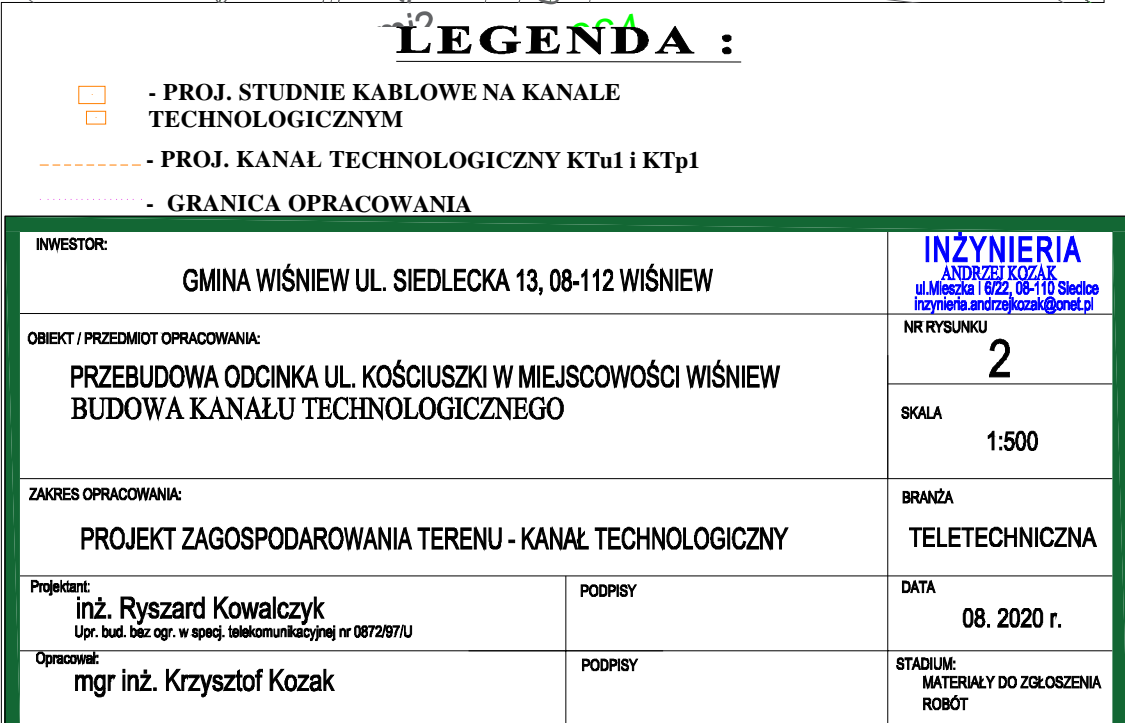 LEGENDA :
- PROJ. STUDNIE KABLOWE NA KANALE
TECHNOLOGICZNYM
- PROJ. KANAŁ TECHNOLOGICZNY KTu1 i KTp1
- GRANICA OPRACOWANIA
INWESTOR:
GMINA WIŚNIEW UL. SIEDLECKA 13, 08-112 WIŚNIEW
INŻYNIERIA
ANDRZEJ KOZAK
ul.Mieszka I 6/22, 08-110 Siedlce
inzynieria.andrzejkozak@onet.pl
OBIEKT / PRZEDMIOT OPRACOWANIA:
PRZEBUDOWA ODCINKA UL. KOŚCIUSZKI W MIEJSCOWOŚCI WIŚNIEW
BUDOWA KANAŁU TECHNOLOGICZNEGO
NR RYSUNKU
2
SKALA
1:500
ZAKRES OPRACOWANIA:
PROJEKT ZAGOSPODAROWANIA TERENU - KANAŁ TECHNOLOGICZNY
BRANŻA
TELETECHNICZNA
Projektant:
inż. Ryszard Kowalczyk
Upr. bud. bez ogr. w specj. telekomunikacyjnej nr 0872/97/U
PODPISY
DATA
08. 2020 r.
Opracował:
mgr inż. Krzysztof Kozak
PODPISY
STADIUM:
MATERIAŁY DO ZGŁOSZENIA
ROBÓT